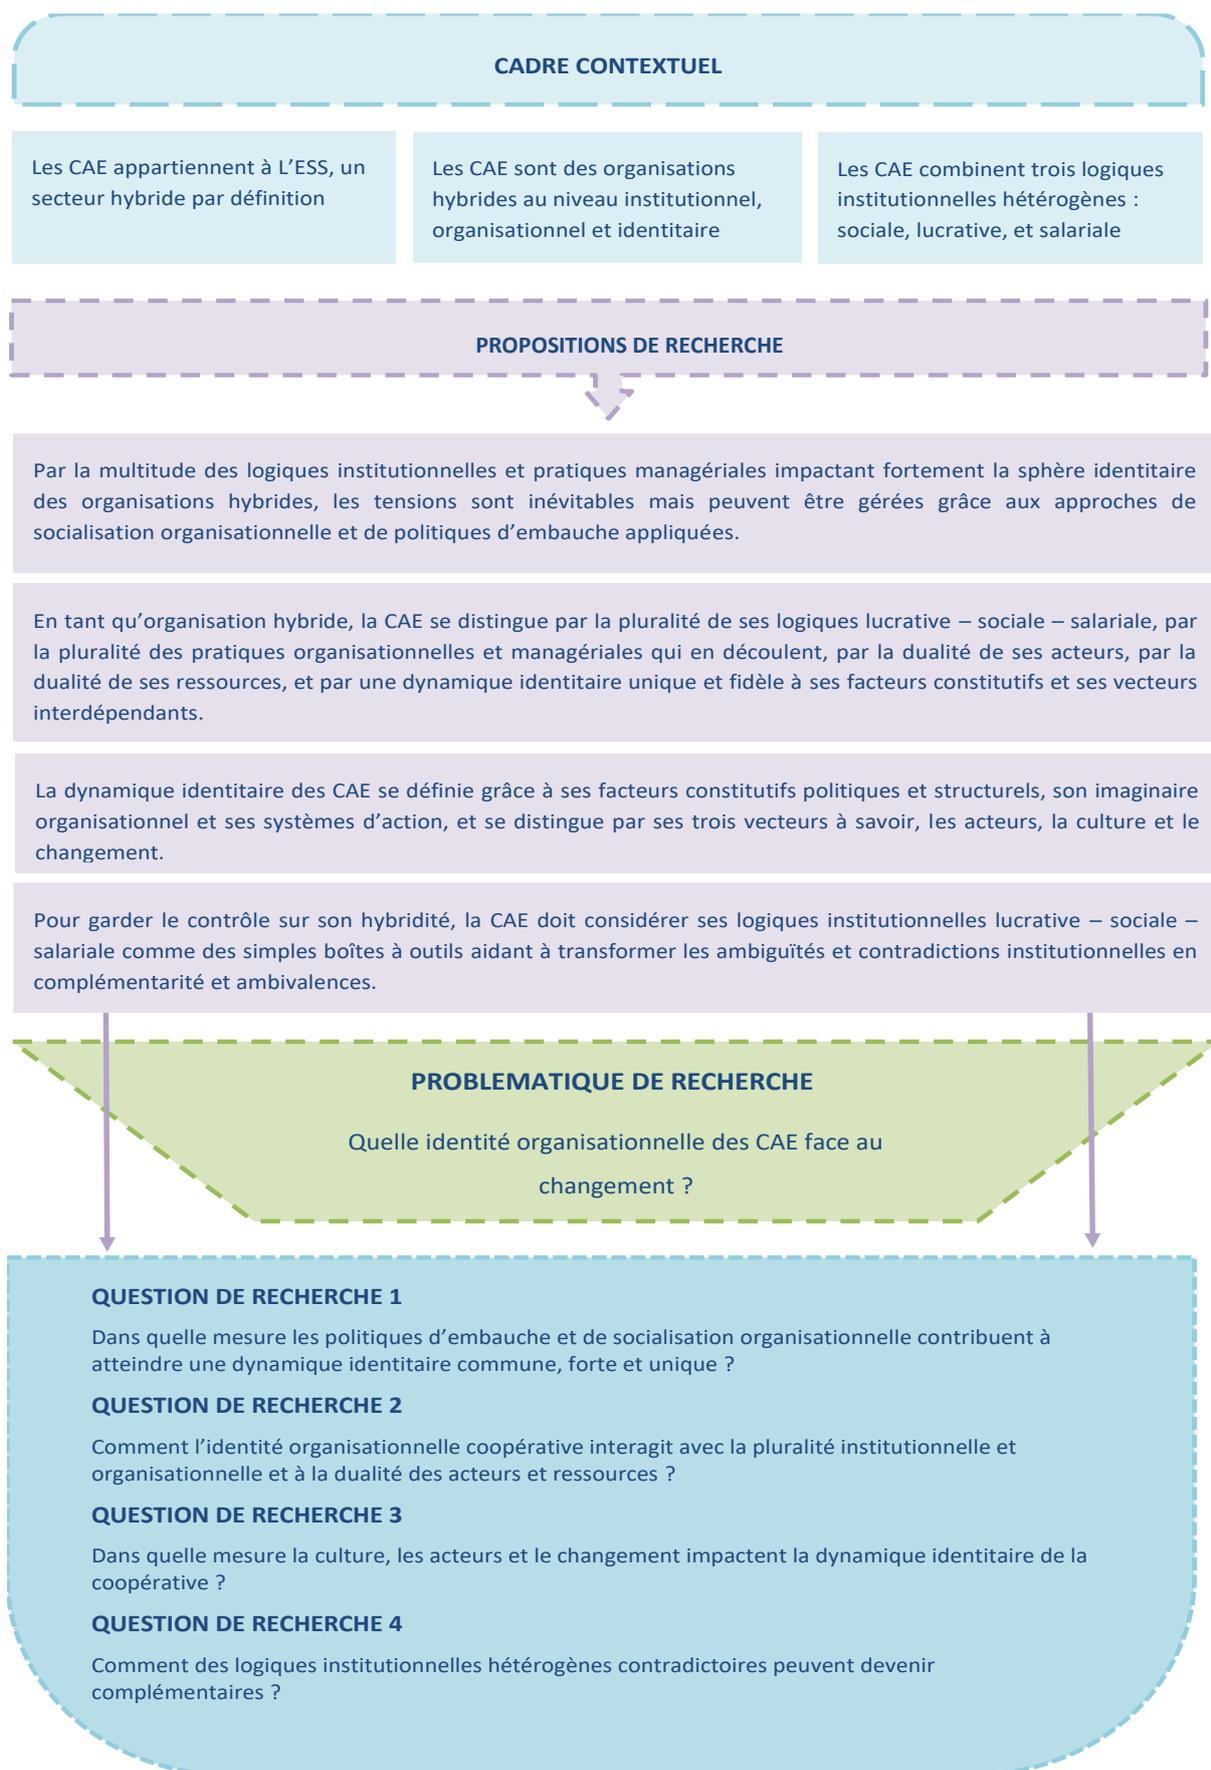 CADRE CONTEXTUEL
Les CAE appartiennent à L’ESS, un
secteur hybride par définition
Les CAE sont des organisations
hybrides au niveau institutionnel,
organisationnel et identitaire
Les CAE combinent trois logiques
institutionnelles hétérogènes :
sociale, lucrative, et salariale
PROPOSITIONS DE RECHERCHE
Par la multitude des logiques institutionnelles et pratiques managériales impactant fortement la sphère identitaire
des organisations hybrides, les tensions sont inévitables mais peuvent être gérées grâce aux approches de
socialisation organisationnelle et de politiques d’embauche appliquées.
En tant qu’organisation hybride, la CAE se distingue par la pluralité de ses logiques lucrative – sociale – salariale, par
la pluralité des pratiques organisationnelles et managériales qui en découlent, par la dualité de ses acteurs, par la
dualité de ses ressources, et par une dynamique identitaire unique et fidèle à ses facteurs constitutifs et ses vecteurs
interdépendants.
La dynamique identitaire des CAE se définie grâce à ses facteurs constitutifs politiques et structurels, son imaginaire
organisationnel et ses systèmes d’action, et se distingue par ses trois vecteurs à savoir, les acteurs, la culture et le
changement.
Pour garder le contrôle sur son hybridité, la CAE doit considérer ses logiques institutionnelles lucrative – sociale –
salariale comme des simples boîtes à outils aidant à transformer les ambiguïtés et contradictions institutionnelles en
complémentarité et ambivalences.
PROBLEMATIQUE DE RECHERCHE
Quelle identité organisationnelle des CAE face au
changement ?
QUESTION DE RECHERCHE 1
Dans quelle mesure les politiques d’embauche et de socialisation organisationnelle contribuent à
atteindre une dynamique identitaire commune, forte et unique ?
QUESTION DE RECHERCHE 2
Comment l’identité organisationnelle coopérative interagit avec la pluralité institutionnelle et
organisationnelle et à la dualité des acteurs et ressources ?
QUESTION DE RECHERCHE 3
Dans quelle mesure la culture, les acteurs et le changement impactent la dynamique identitaire de la
coopérative ?
QUESTION DE RECHERCHE 4
Comment des logiques institutionnelles hétérogènes contradictoires peuvent devenir
complémentaires ?